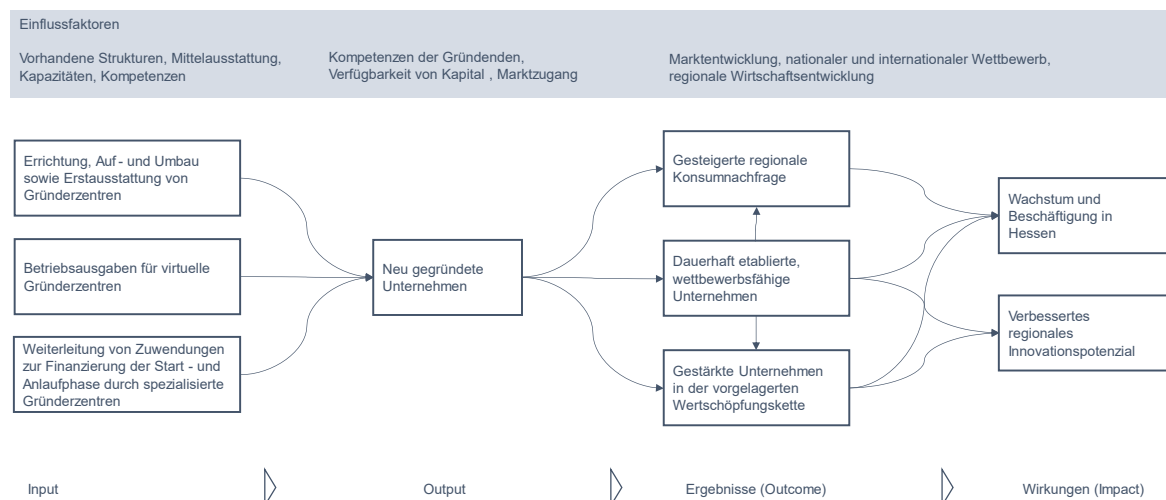 Einflussfaktoren
Vorhandene Strukturen, Mittelausstattung,
Kapazitäten, Kompetenzen
Kompetenzen der Gründenden,
Verfügbarkeit von Kapital , Marktzugang
Marktentwicklung, nationaler und internationaler Wettbewerb,
regionale Wirtschaftsentwicklung
Errichtung, Auf - und Umbau
sowie Erstausstattung von
Gründerzentren
Betriebsausgaben für virtuelle
Gründerzentren
Weiterleitung von Zuwendungen
zur Finanzierung der Start - und
Anlaufphase durch spezialisierte
Gründerzentren
Neu gegründete
Unternehmen
Gesteigerte regionale
Konsumnachfrage
Dauerhaft etablierte,
wettbewerbsfähige
Unternehmen
Gestärkte Unternehmen
in der vorgelagerten
Wertschöpfungskette
Wachstum und
Beschäftigung in
Hessen
Verbessertes
regionales
Innovationspotenzial
Input
Output
Ergebnisse (Outcome)
Wirkungen (Impact)